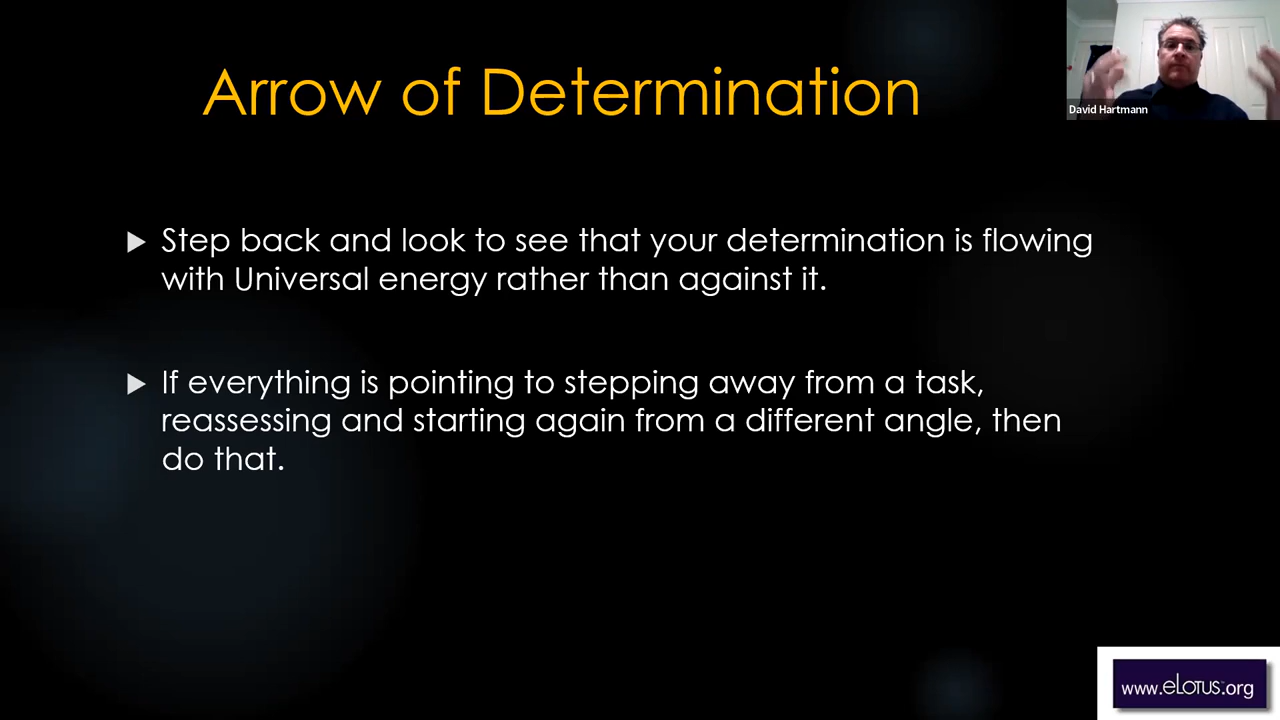 Arrow of Determination
David Hartmann
Step back and look to see that your determination is flowing
with Universal energy rather than against it.
If everything is pointing to stepping away from a task,
reassessing and starting again from a different angle, then
do that.
www.eLotus.org